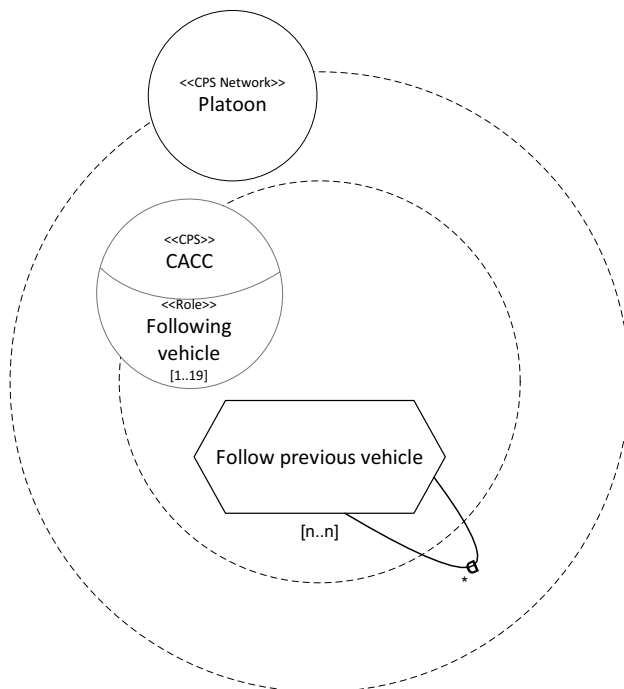 <<CPS Network>>
Platoon
<<CPS>>
CACC
<<Role>>
Following
vehicle
[1..19]
Follow previous vehicle
[n..n]
*